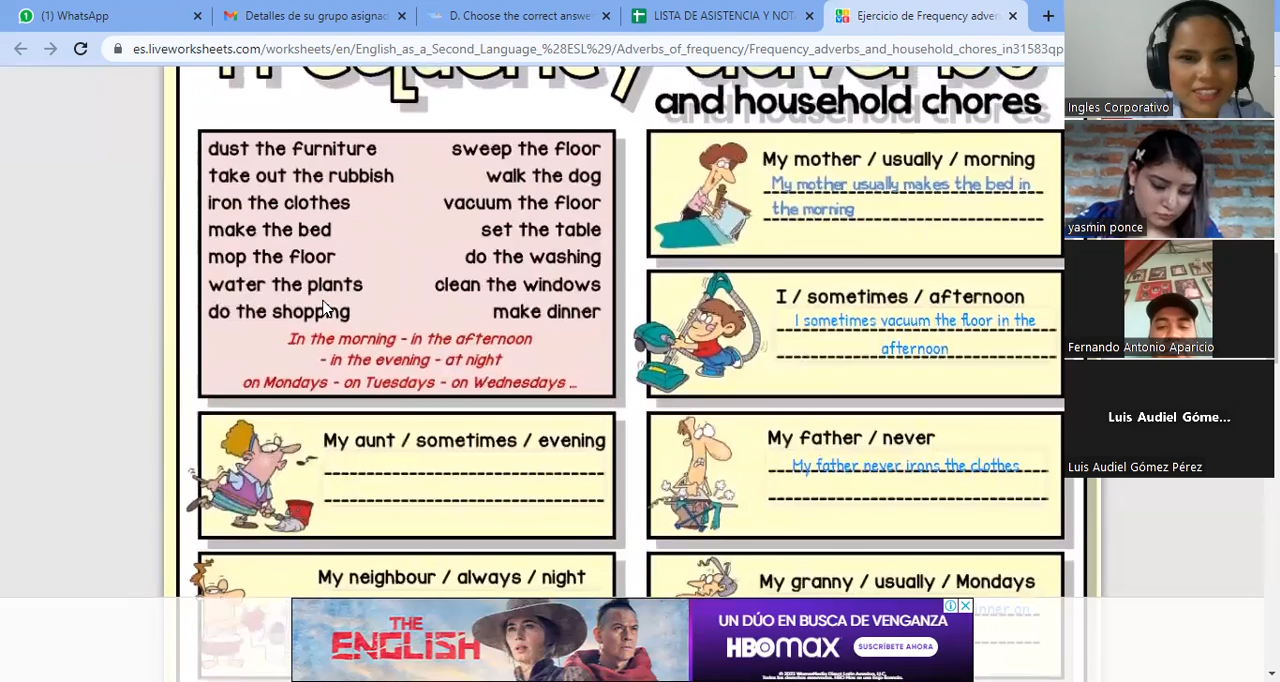 (1) WhatsApp
Detalles de su grupo asignad
D. Choose the correct answe
LISTA DE ASISTENCIA Y NOT
Ejercicio de Frequency adver
es.liveworksheets.com/worksheets/en/English_as_a_Second_Language_%28ESL%29/Adverbs_of_frequency/Frequency_adverbs_and_household_chores_in31583qp
Frequency adverbs
and household chores
dust the furniture
sweep the floor
take out the rubbish
walk the dog
iron the clothes
vacuum the floor
make the bed
set the table
mop the floor
do the washing
water the plants
clean the windows
do the shopping
make dinner
In the morning - in the afternoon
- in the evening - at night
on Mondays - on Tuesdays - on Wednesdays ...
My mother / usually / morning
My mother usually makes the bed in
the morning
I / sometimes / afternoon
I sometimes vacuum the floor in the
afternoon
My aunt / sometimes / evening
My father / never
My father never irons the clothes
My neighbour / always / night
My granny / usually / Mondays
nner on
THE
ENGLISH
UN DÚO EN BUSCA DE VENGANZA
HBOMAX
SUSCRÍBETE AHORA
Ingles Corporativo
yasmin ponce
Fernando Antonio Aparicio
Luis Audiel Góme...
Luis Audiel Gómez Pérez